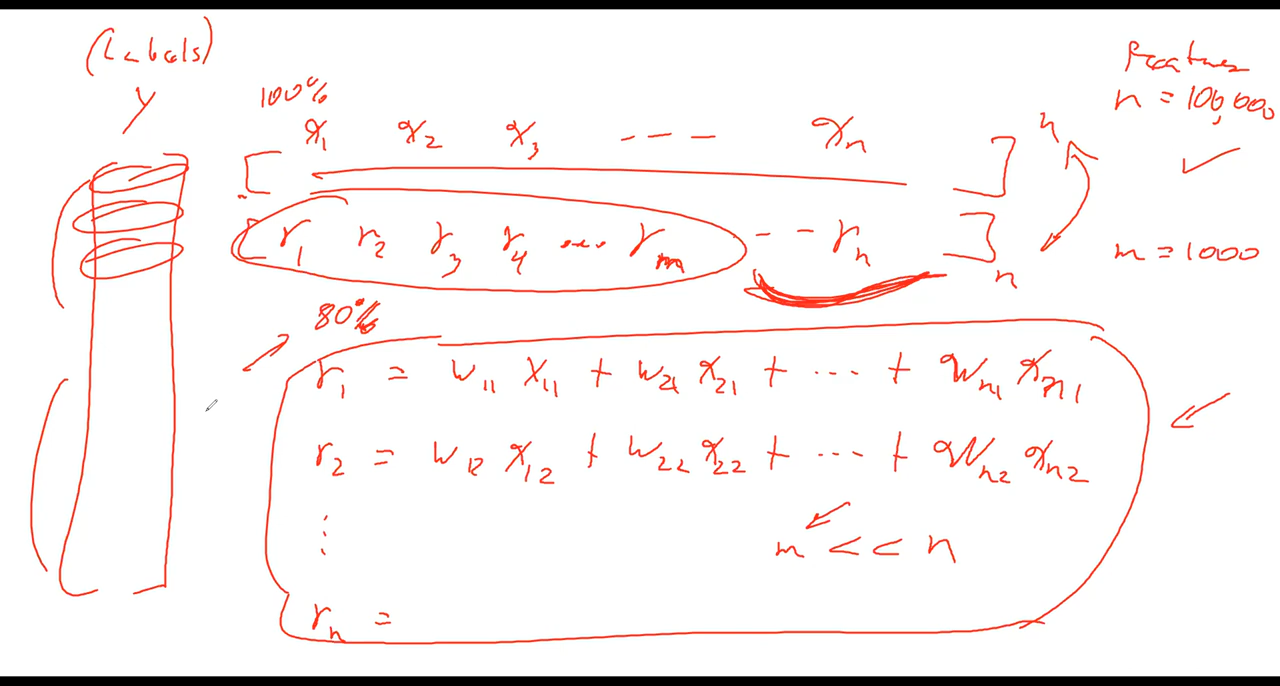 (Labels)
Y
100%
x₁ x₂ x₃ --- xₙ
n
Features
n = 100,000
r₁ r₂ r₃ r₄ ... rₘ -- rₙ
n
m = 1000
80%
r₁ = w₁₁ x₁₁ + w₂₁ x₂₁ + ... + wₙ₁ xₙ₁
r₂ = w₁₂ x₁₂ + w₂₂ x₂₂ + ... + wₙ₂ xₙ₂
⋮
m << n
rₙ =